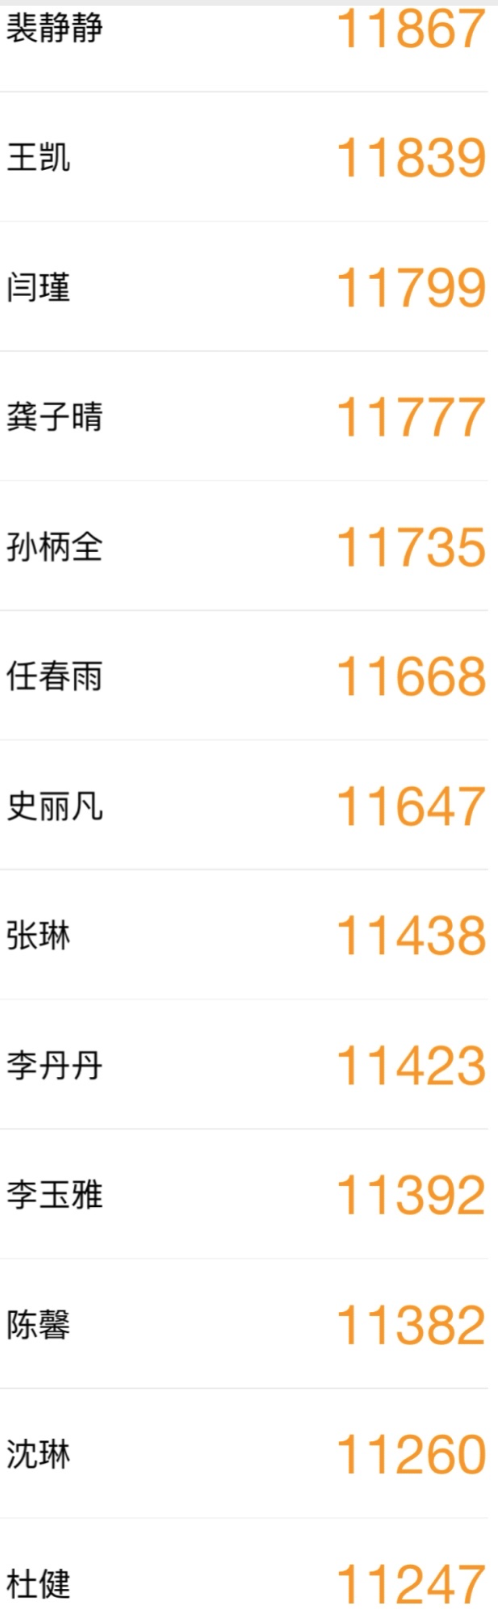 裴静静 11867
王凯 11839
闫瑾 11799
龚子晴 11777
孙柄全 11735
任春雨 11668
史丽凡 11647
张琳 11438
李丹丹 11423
李玉雅 11392
陈馨 11382
沈琳 11260
杜健 11247